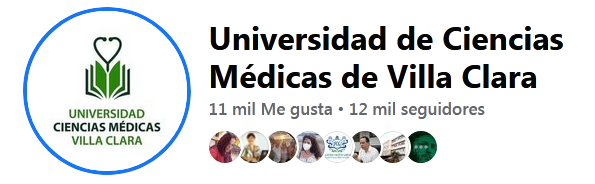 UNIVERSIDAD
CIENCIAS MÉDICAS
VILLA CLARA
Universidad de Ciencias
Médicas de Villa Clara
11 mil Me gusta • 12 mil seguidores